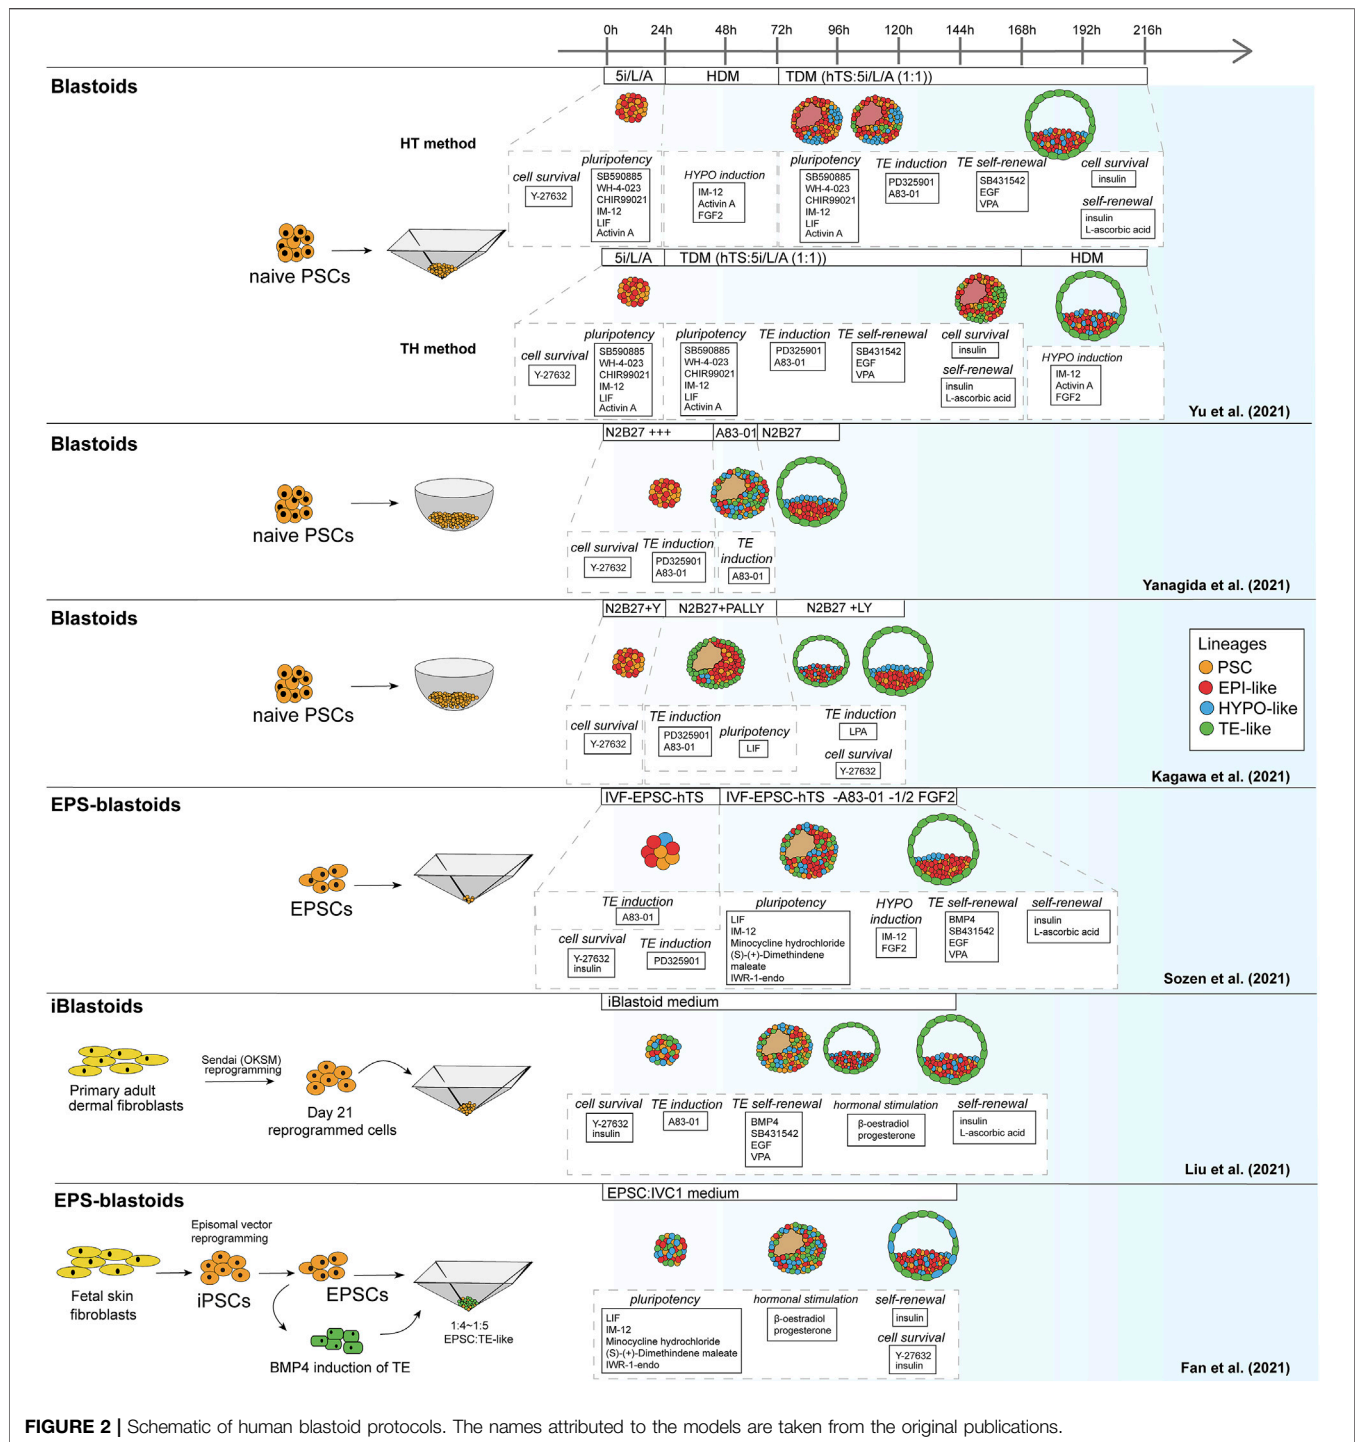 0h 24h 48h 72h 96h 120h 144h 168h 192h 216h
Blastoids
5i/L/A HDM TDM (hTS:5i/L/A (1:1))
HT method
cell survival
Y-27632
pluripotency
SB590885
WH-4-023
CHIR99021
IM-12
LIF
Activin A
HYPO induction
IM-12
Activin A
FGF2
pluripotency
SB590885
WH-4-023
CHIR99021
IM-12
LIF
Activin A
TE induction
PD325901
A83-01
TE self-renewal
SB431542
EGF
VPA
cell survival
insulin
self-renewal
insulin
L-ascorbic acid
naive PSCs
5i/L/A TDM (hTS:5i/L/A (1:1)) HDM
TH method
cell survival
Y-27632
pluripotency
SB590885
WH-4-023
CHIR99021
IM-12
LIF
Activin A
pluripotency
SB590885
WH-4-023
CHIR99021
IM-12
LIF
Activin A
TE induction
PD325901
A83-01
TE self-renewal
SB431542
EGF
VPA
cell survival
insulin
self-renewal
insulin
L-ascorbic acid
HYPO induction
IM-12
Activin A
FGF2
Yu et al. (2021)
Blastoids
N2B27 +++ A83-01 N2B27
naive PSCs
cell survival
Y-27632
TE induction
PD325901
A83-01
TE
induction
A83-01
Yanagida et al. (2021)
Blastoids
N2B27+Y N2B27+PALLY N2B27 +LY
naive PSCs
cell survival
Y-27632
TE induction
PD325901
A83-01
pluripotency
LIF
TE induction
LPA
cell survival
Y-27632
Lineages
PSC
EPI-like
HYPO-like
TE-like
Kagawa et al. (2021)
EPS-blastoids
IVF-EPSC-hTS IVF-EPSC-hTS -A83-01 -1/2 FGF2
EPSCs
TE induction
A83-01
cell survival
Y-27632
insulin
TE induction
PD325901
pluripotency
LIF
IM-12
Minocycline hydrochloride
(S)-(+)-Dimethindene
maleate
IWR-1-endo
HYPO
induction
IM-12
FGF2
TE self-renewal
BMP4
SB431542
EGF
VPA
self-renewal
insulin
L-ascorbic acid
Sozen et al. (2021)
iBlastoids
iBlastoid medium
Primary adult
dermal fibroblasts
Sendai (OKSM)
reprogramming
Day 21
reprogrammed cells
cell survival
Y-27632
insulin
TE induction
A83-01
TE self-renewal
BMP4
SB431542
EGF
VPA
hormonal stimulation
β-oestradiol
progesterone
self-renewal
insulin
L-ascorbic acid
Liu et al. (2021)
EPS-blastoids
EPSC:IVC1 medium
Fetal skin
fibroblasts
Episomal vector
reprogramming
iPSCs
EPSCs
BMP4 induction of TE
1:4~1:5
EPSC:TE-like
pluripotency
LIF
IM-12
Minocycline hydrochloride
(S)-(+)-Dimethindene maleate
IWR-1-endo
hormonal stimulation
β-oestradiol
progesterone
self-renewal
insulin
cell survival
Y-27632
insulin
Fan et al. (2021)
FIGURE 2 | Schematic of human blastoid protocols. The names attributed to the models are taken from the original publications.